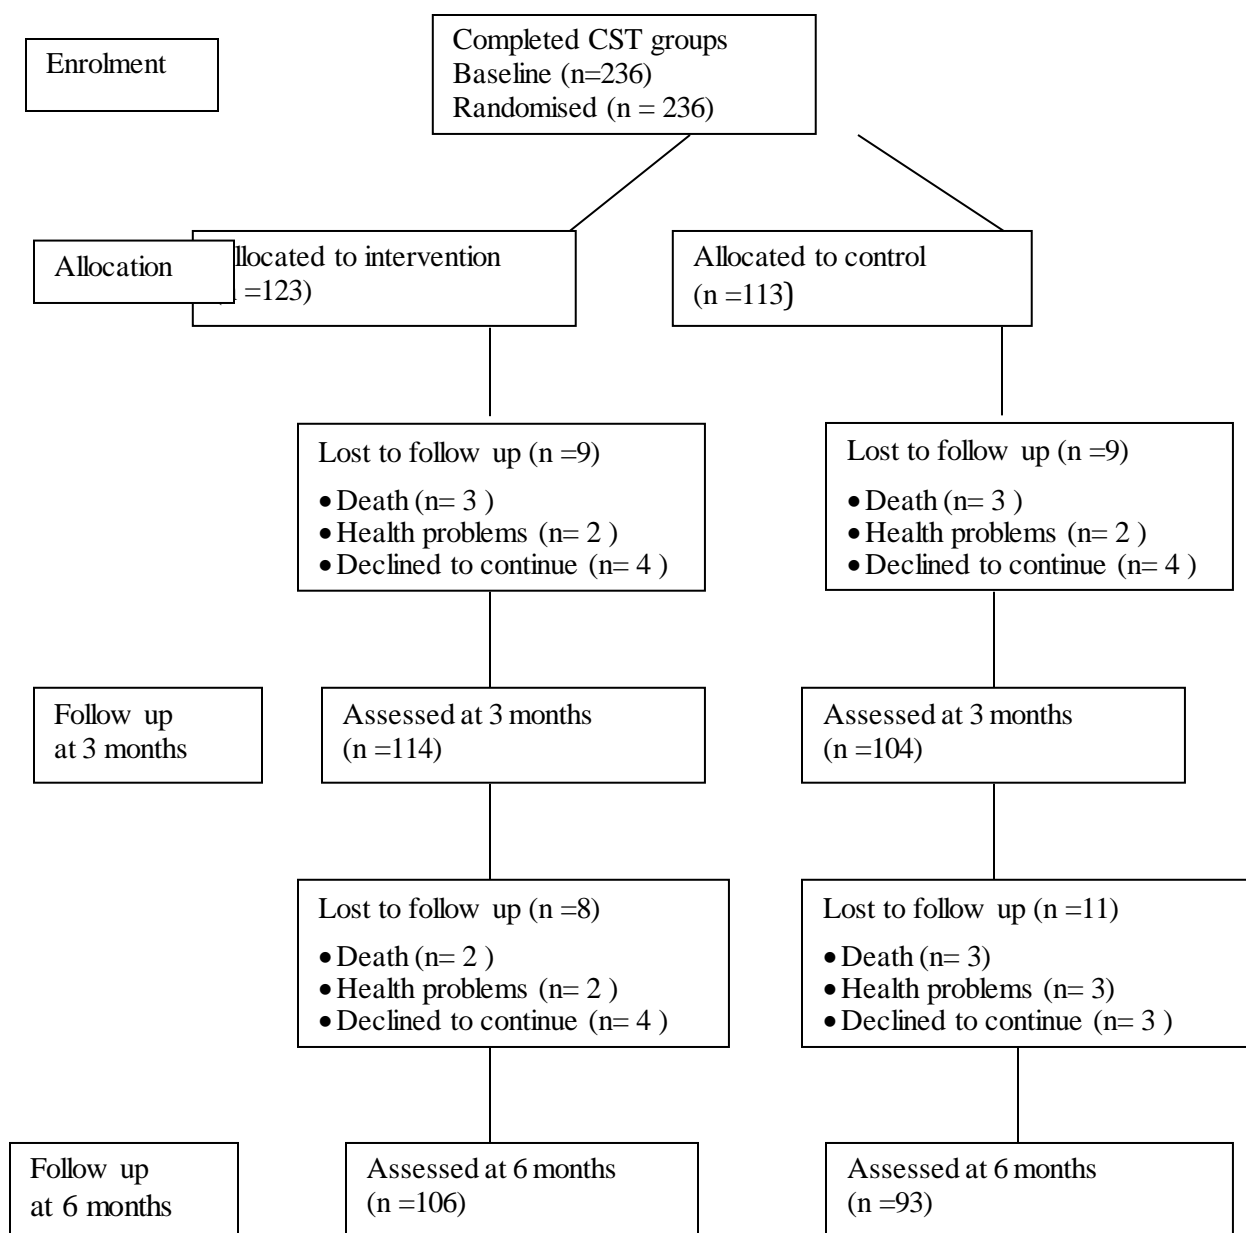 Enrolment
Completed CST groups
Baseline (n=236)
Randomised (n = 236)
Allocation
llocated to intervention
n =123)
Allocated to control
(n =113)
Lost to follow up (n =9)
• Death (n= 3 )
• Health problems (n= 2 )
• Declined to continue (n= 4 )
Lost to follow up (n =9)
• Death (n= 3 )
• Health problems (n= 2 )
• Declined to continue (n= 4 )
Follow up
at 3 months
Assessed at 3 months
(n =114)
Assessed at 3 months
(n =104)
Lost to follow up (n =8)
• Death (n= 2 )
• Health problems (n= 2 )
• Declined to continue (n= 4 )
Lost to follow up (n =11)
• Death (n= 3)
• Health problems (n= 3)
• Declined to continue (n= 3 )
Follow up
at 6 months
Assessed at 6 months
(n =106)
Assessed at 6 months
(n =93)